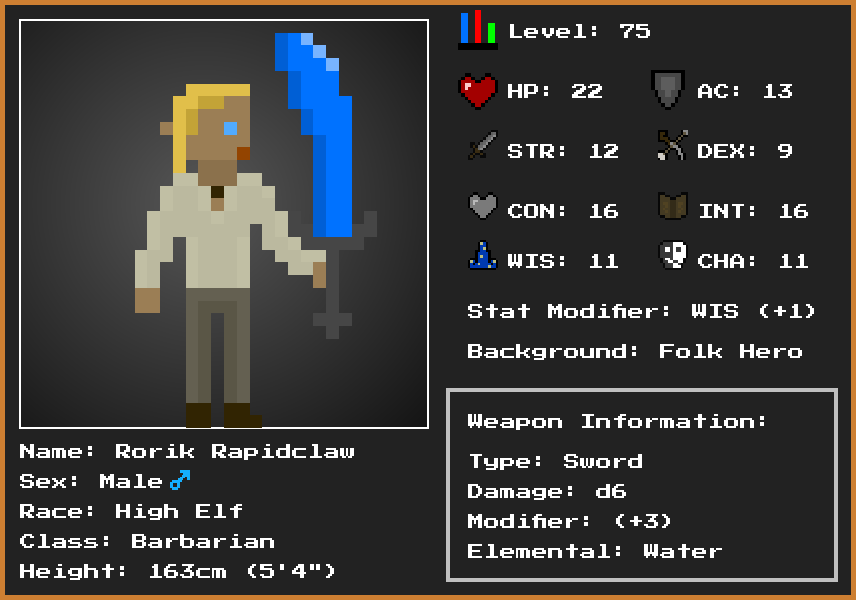 Level: 75
HP: 22 AC: 13
STR: 12 DEX: 9
CON: 16 INT: 16
WIS: 11 CHA: 11
Stat Modifier: WIS (+1)
Background: Folk Hero
Name: Rorik Rapidclaw
Sex: Male ♂
Race: High Elf
Class: Barbarian
Height: 163cm (5'4")
Weapon Information:
Type: Sword
Damage: d6
Modifier: (+3)
Elemental: Water